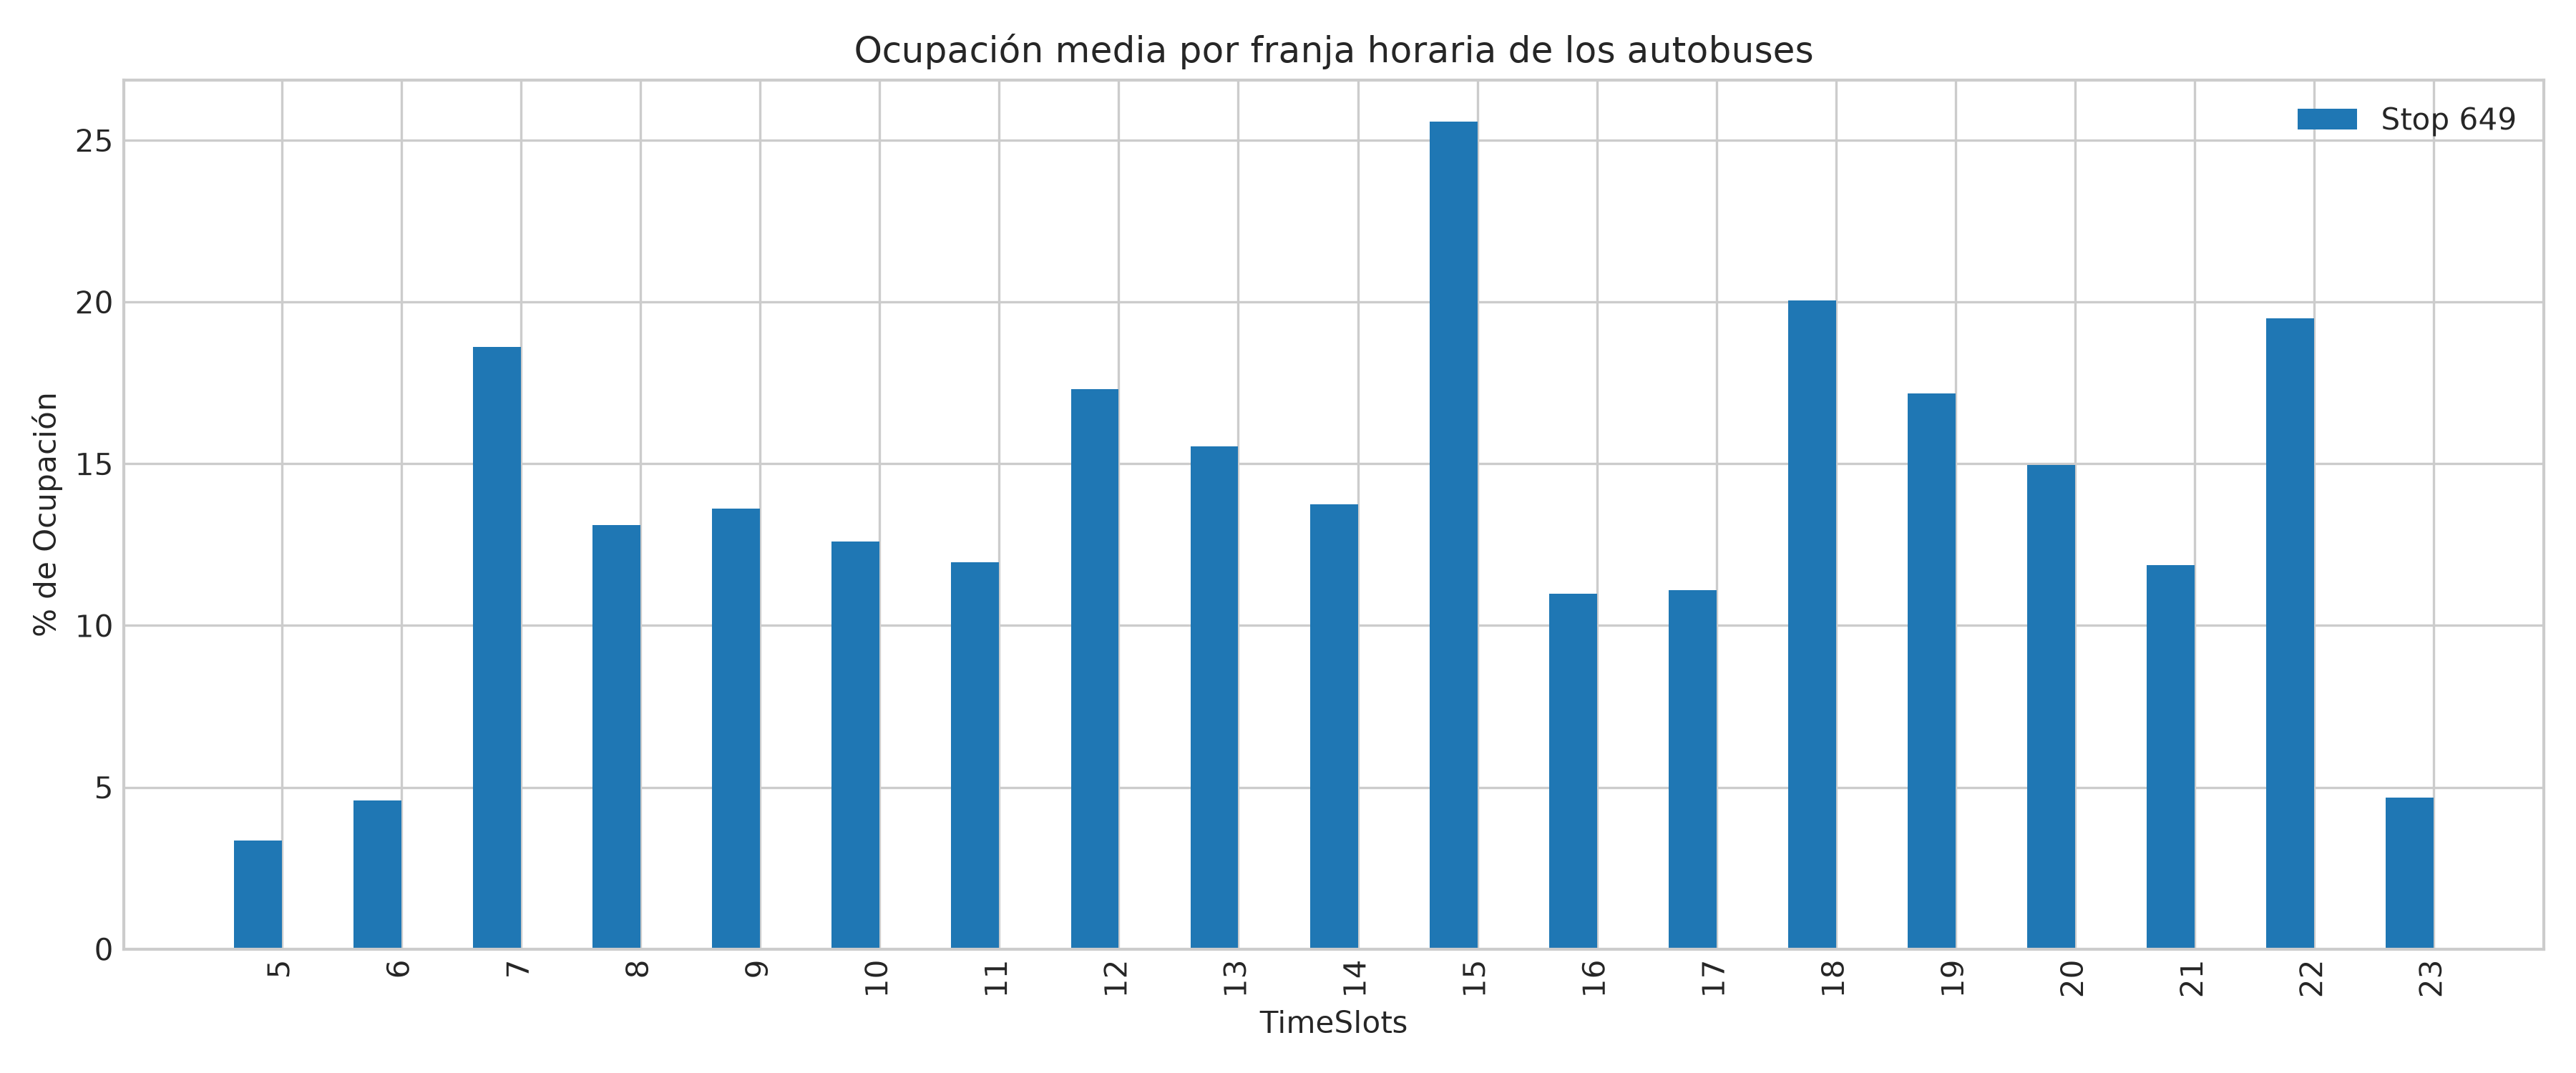 Ocupación media por franja horaria de los autobuses
Stop 649
% de Ocupación
25
20
15
10
5
0
5 6 7 8 9 10 11 12 13 14 15 16 17 18 19 20 21 22 23
TimeSlots